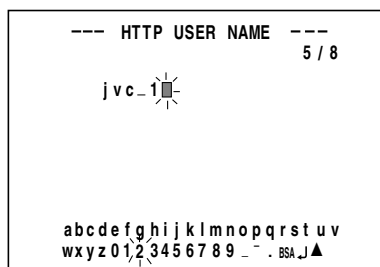 --- HTTP USER NAME ---
5 / 8
jvc_1
abcdefghijklmnopqrstuv
wxyz0123456789_-. BSA ↲ ▲